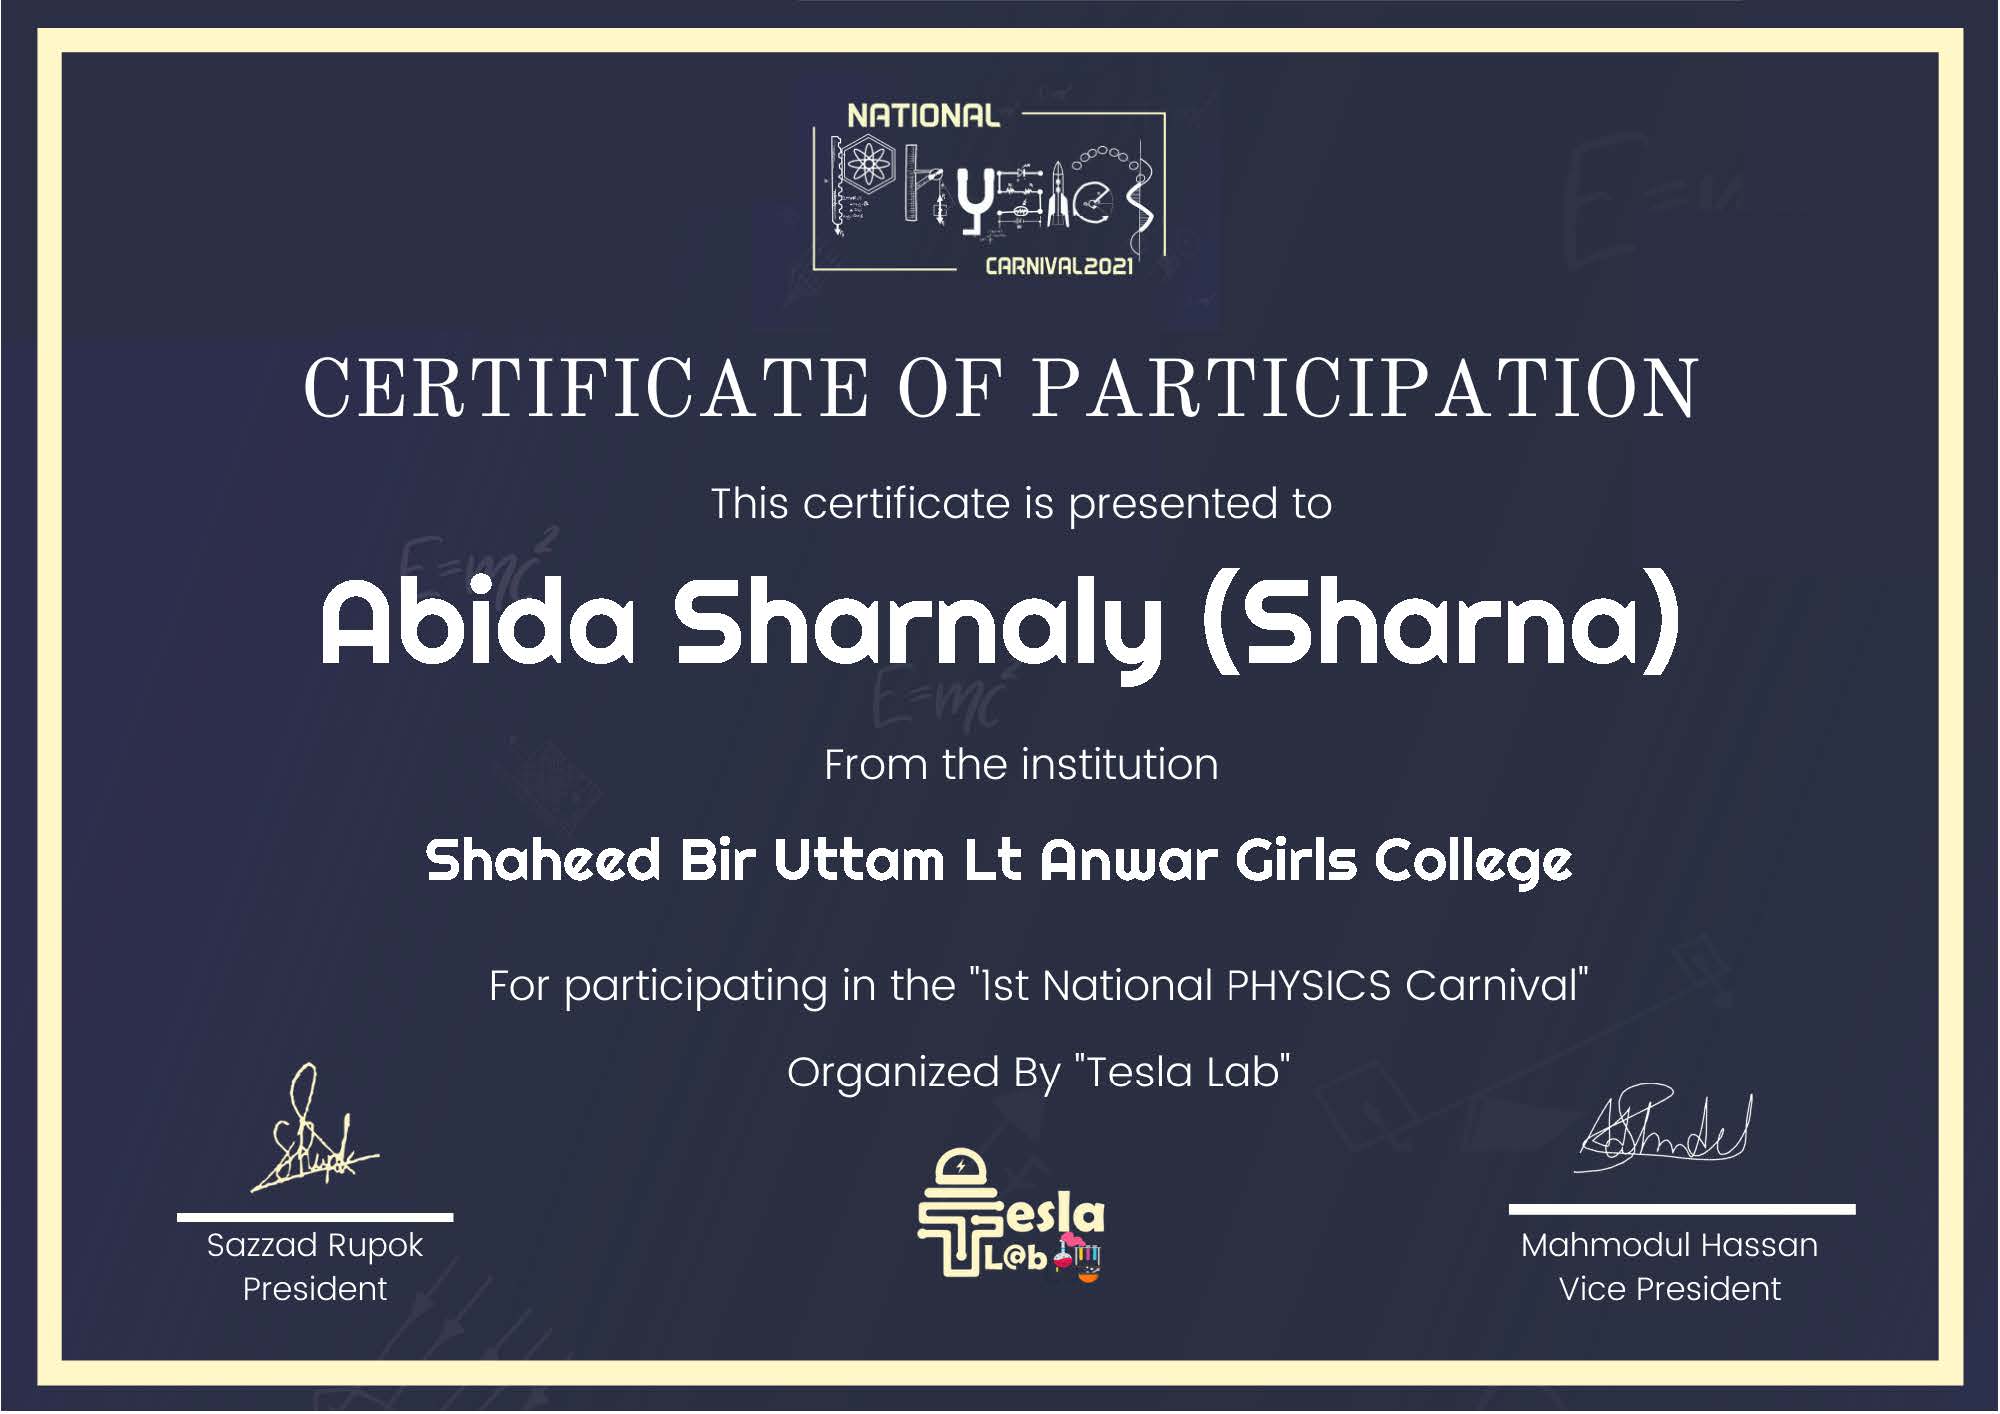 NATIONAL
PHYSICS
CARNIVAL2021
CERTIFICATE OF PARTICIPATION
This certificate is presented to
E=mc²
Abida Sharnaly (Sharna)
E=mc²
From the institution
Shaheed Bir Uttam Lt Anwar Girls College
For participating in the "1st National PHYSICS Carnival"
Organized By "Tesla Lab"
Tesla
L@b
Sazzad Rupok
President
Mahmodul Hassan
Vice President